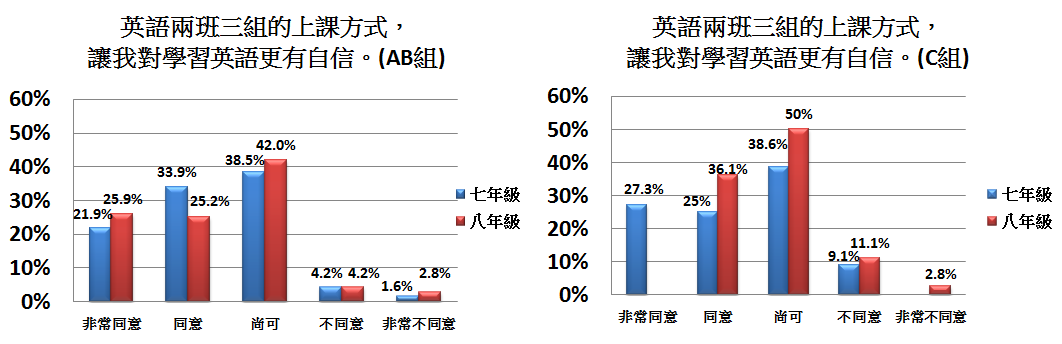 英語兩班三組的上課方式，
讓我對學習英語更有自信。(AB組)
60%
50%
40%
30%
20%
10%
0%
21.9%
25.9%
33.9%
25.2%
38.5%
42.0%
4.2%
4.2%
1.6%
2.8%
非常同意
同意
尚可
不同意
非常不同意
七年級
八年級
英語兩班三組的上課方式，
讓我對學習英語更有自信。(C組)
60%
50%
40%
30%
20%
10%
0%
27.3%
25%
36.1%
38.6%
50%
9.1%
11.1%
2.8%
非常同意
同意
尚可
不同意
非常不同意
七年級
八年級